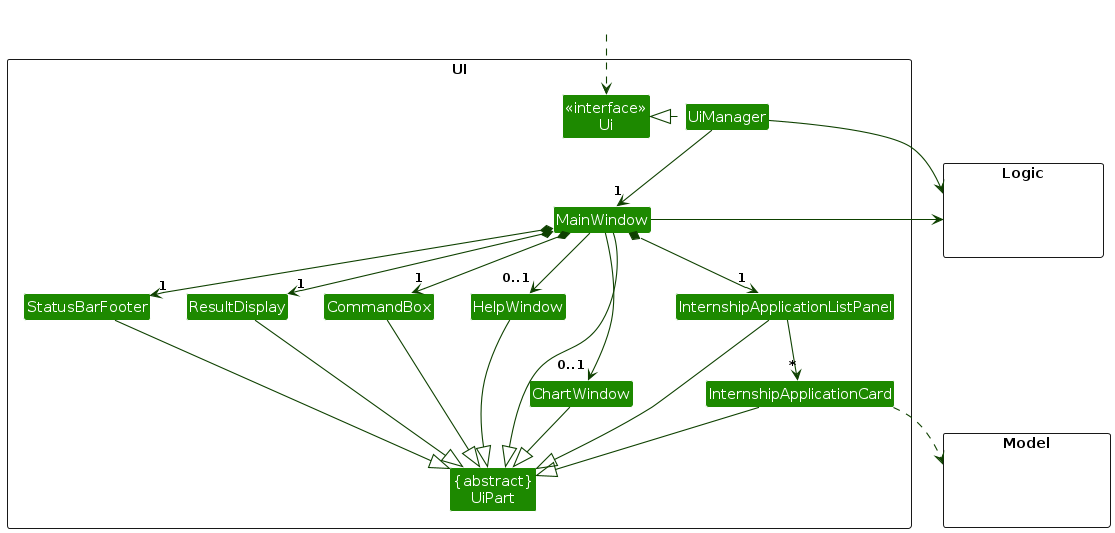 UI
«interface»
Ui
UiManager
Logic
1
MainWindow
1
1
1
0..1
1
StatusBarFooter
ResultDisplay
CommandBox
HelpWindow
InternshipApplicationListPanel
0..1
*
ChartWindow
InternshipApplicationCard
Model
{abstract}
UiPart